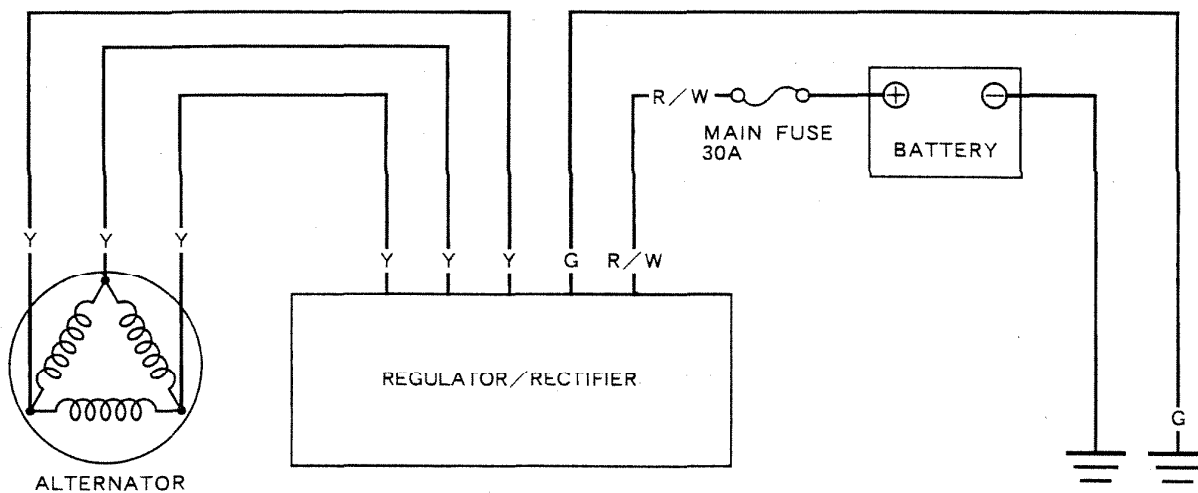 R/W
MAIN FUSE
30A
+
−
BATTERY
Y
Y
Y
Y
Y
Y
G
R/W
REGULATOR/RECTIFIER
G
ALTERNATOR